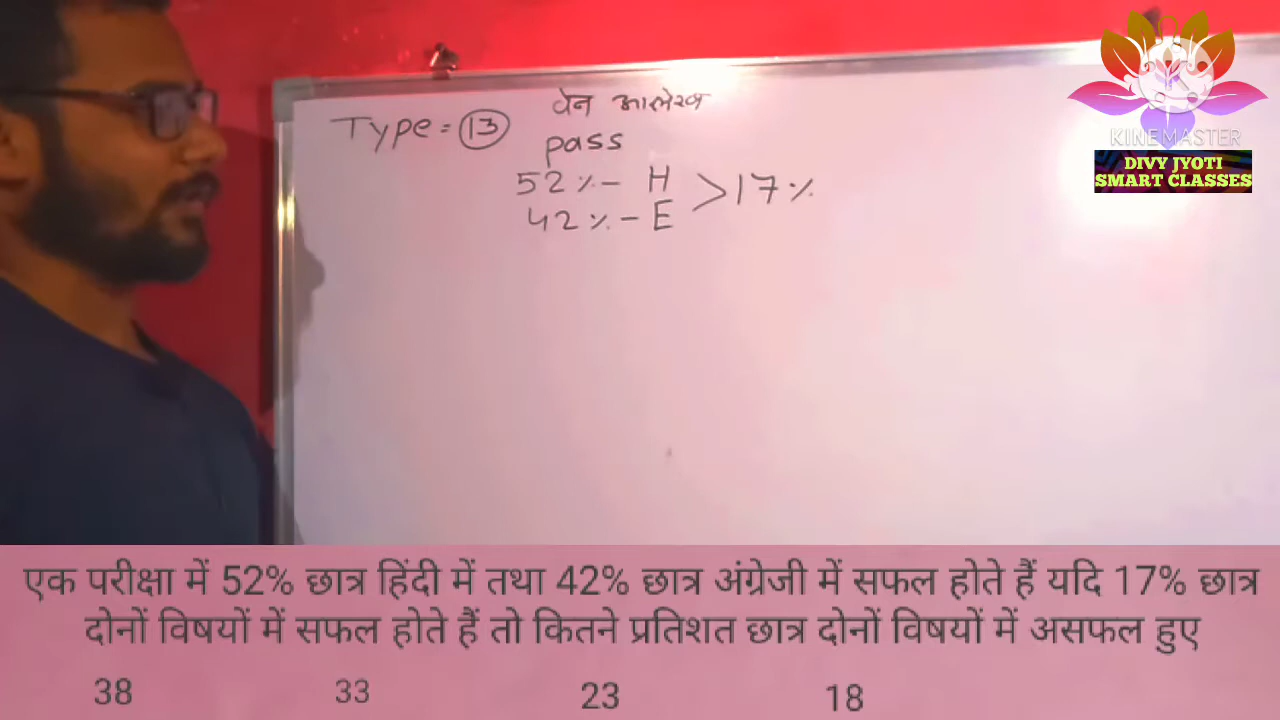 Type = 13
वेन आलेख
pass
52% - H
42% - E > 17%
KINEMASTER
DIVY JYOTI
SMART CLASSES
एक परीक्षा में 52% छात्र हिंदी में तथा 42% छात्र अंग्रेजी में सफल होते हैं यदि 17% छात्र
दोनों विषयों में सफल होते हैं तो कितने प्रतिशत छात्र दोनों विषयों में असफल हुए
38 33 23 18